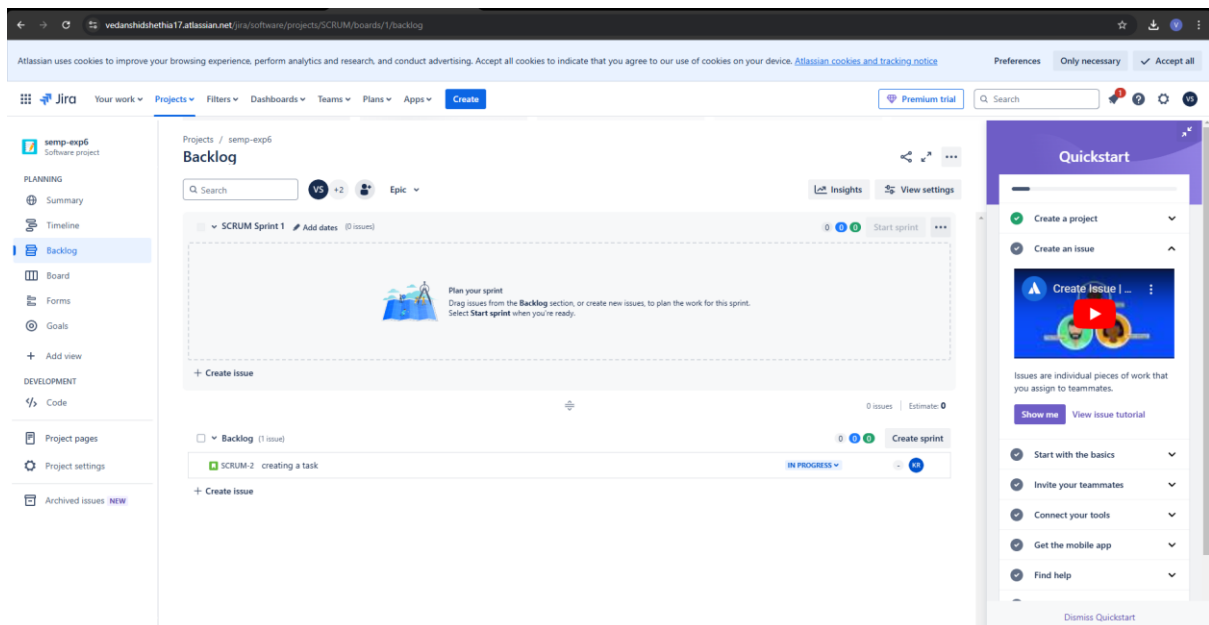 vedanshidshethia17.atlassian.net/jira/software/projects/SCRUM/boards/1/backlog
V
Atlassian uses cookies to improve your browsing experience, perform analytics and research, and conduct advertising. Accept all cookies to indicate that you agree to our use of cookies on your device. Atlassian cookies and tracking notice
Preferences Only necessary Accept all
Jira Your work Projects Filters Dashboards Teams Plans Apps Create Premium trial Search 1 VS
semp-exp6
Software project
PLANNING
Summary
Timeline
Backlog
Board
Forms
Goals
+ Add view
DEVELOPMENT
Code
Project pages
Project settings
Archived issues NEW
Projects / semp-exp6
Backlog
Search VS +2 Epic Insights View settings
SCRUM Sprint 1 Add dates (0 issues) 0 0 0 Start sprint
Plan your sprint
Drag issues from the Backlog section, or create new issues, to plan the work for this sprint.
Select Start sprint when you're ready.
+ Create issue
0 issues Estimate: 0
Backlog (1 issue) 0 0 0 Create sprint
SCRUM-2 creating a task IN PROGRESS - KR
+ Create issue
Quickstart
Create a project
Create an issue
Create Issue | ...
Issues are individual pieces of work that
you assign to teammates.
Show me View issue tutorial
Start with the basics
Invite your teammates
Connect your tools
Get the mobile app
Find help
Dismiss Quickstart